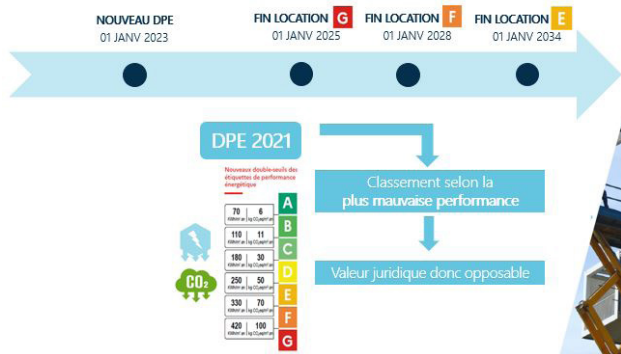 NOUVEAU DPE
01 JANV 2023
FIN LOCATION G
01 JANV 2025
FIN LOCATION F
01 JANV 2028
FIN LOCATION E
01 JANV 2034
DPE 2021
Nouveaux double-seuils des
étiquettes de performance
énergétique
A
70 6
B
110 11
C
180 30
D
250 50
E
330 70
F
420 100
G
CO₂
Classement selon la
plus mauvaise performance
Valeur juridique donc opposable